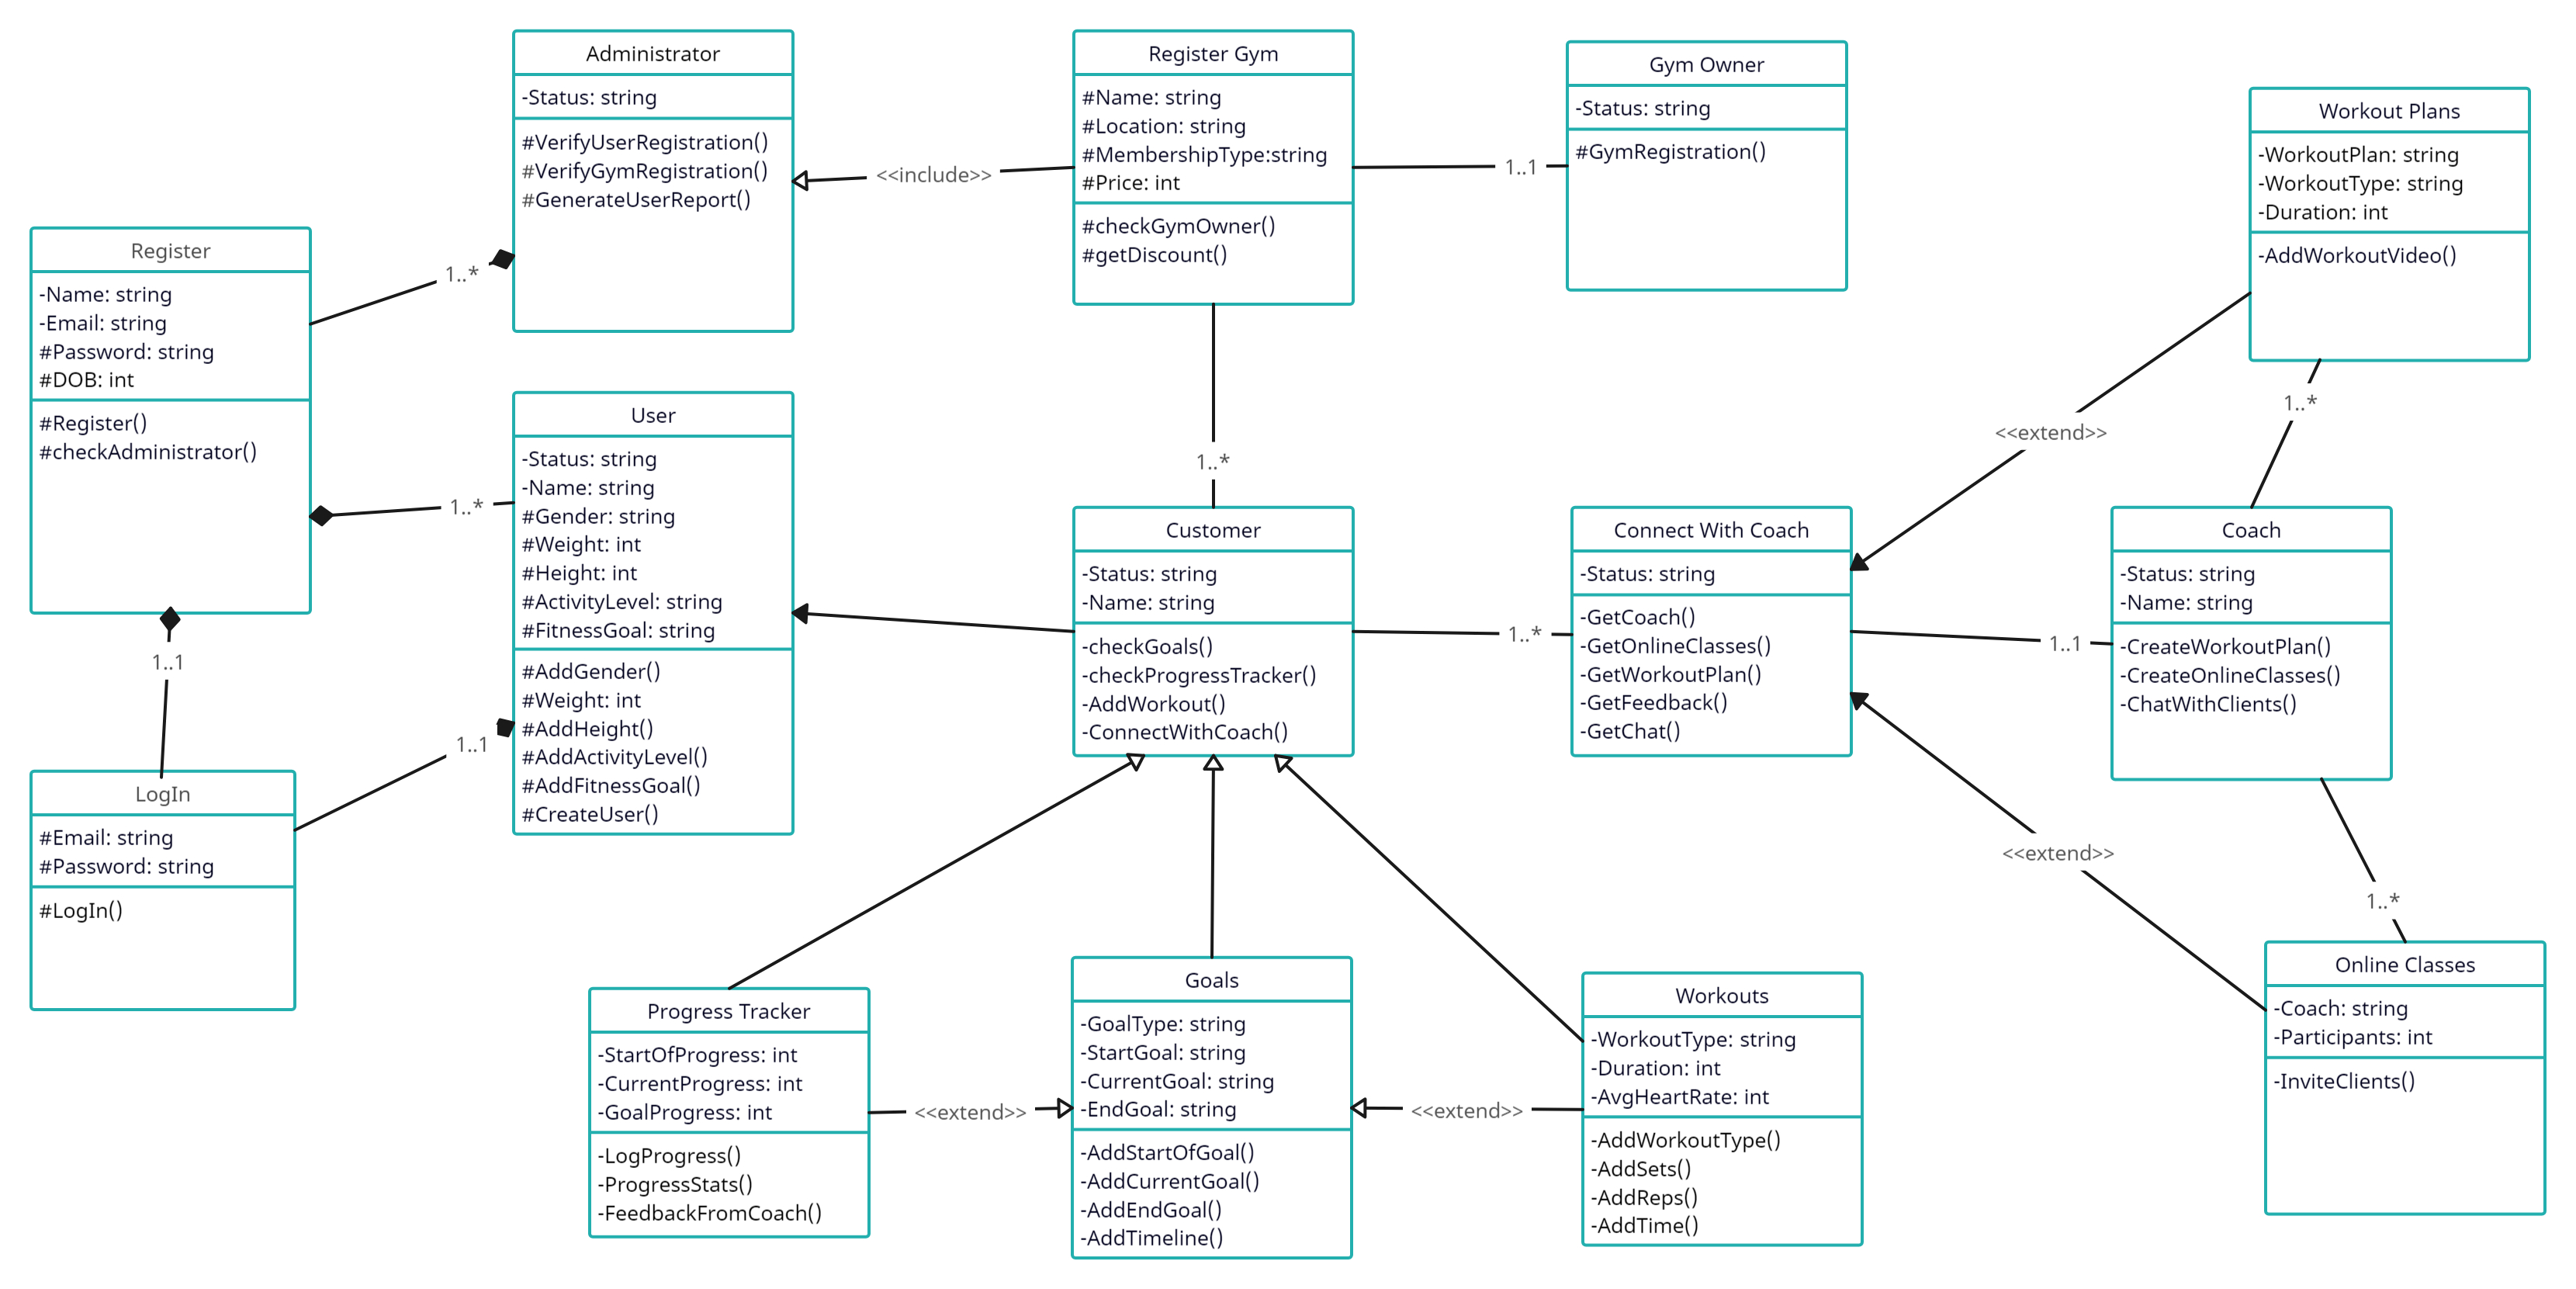 Administrator
-Status: string
#VerifyUserRegistration()
#VerifyGymRegistration()
#GenerateUserReport()
<<include>>
Register Gym
#Name: string
#Location: string
#MembershipType:string
#Price: int
#checkGymOwner()
#getDiscount()
1..1
Gym Owner
-Status: string
#GymRegistration()
Workout Plans
-WorkoutPlan: string
-WorkoutType: string
-Duration: int
-AddWorkoutVideo()
Register
-Name: string
-Email: string
#Password: string
#DOB: int
#Register()
#checkAdministrator()
1..*
1..*
1..1
User
-Status: string
-Name: string
#Gender: string
#Weight: int
#Height: int
#ActivityLevel: string
#FitnessGoal: string
#AddGender()
#Weight: int
#AddHeight()
#AddActivityLevel()
#AddFitnessGoal()
#CreateUser()
1..1
1..*
Customer
-Status: string
-Name: string
-checkGoals()
-checkProgressTracker()
-AddWorkout()
-ConnectWithCoach()
1..*
Connect With Coach
-Status: string
-GetCoach()
-GetOnlineClasses()
-GetWorkoutPlan()
-GetFeedback()
-GetChat()
<<extend>>
1..*
1..1
Coach
-Status: string
-Name: string
-CreateWorkoutPlan()
-CreateOnlineClasses()
-ChatWithClients()
<<extend>>
1..*
LogIn
#Email: string
#Password: string
#LogIn()
Progress Tracker
-StartOfProgress: int
-CurrentProgress: int
-GoalProgress: int
-LogProgress()
-ProgressStats()
-FeedbackFromCoach()
<<extend>>
Goals
-GoalType: string
-StartGoal: string
-CurrentGoal: string
-EndGoal: string
-AddStartOfGoal()
-AddCurrentGoal()
-AddEndGoal()
-AddTimeline()
<<extend>>
Workouts
-WorkoutType: string
-Duration: int
-AvgHeartRate: int
-AddWorkoutType()
-AddSets()
-AddReps()
-AddTime()
Online Classes
-Coach: string
-Participants: int
-InviteClients()